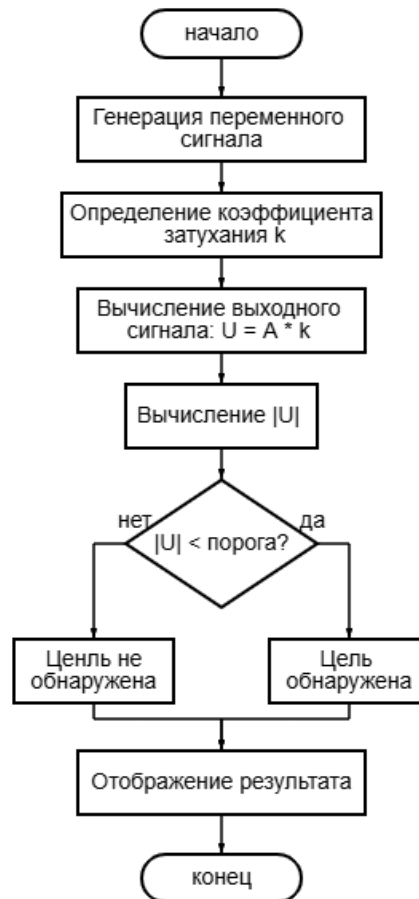 начало
Генерация переменного
сигнала
Определение коэффициента
затухания k
Вычисление выходного
сигнала: U = A * k
Вычисление |U|
нет
|U| < порога?
да
Ценль не
обнаружена
Цель
обнаружена
Отображение результата
конец